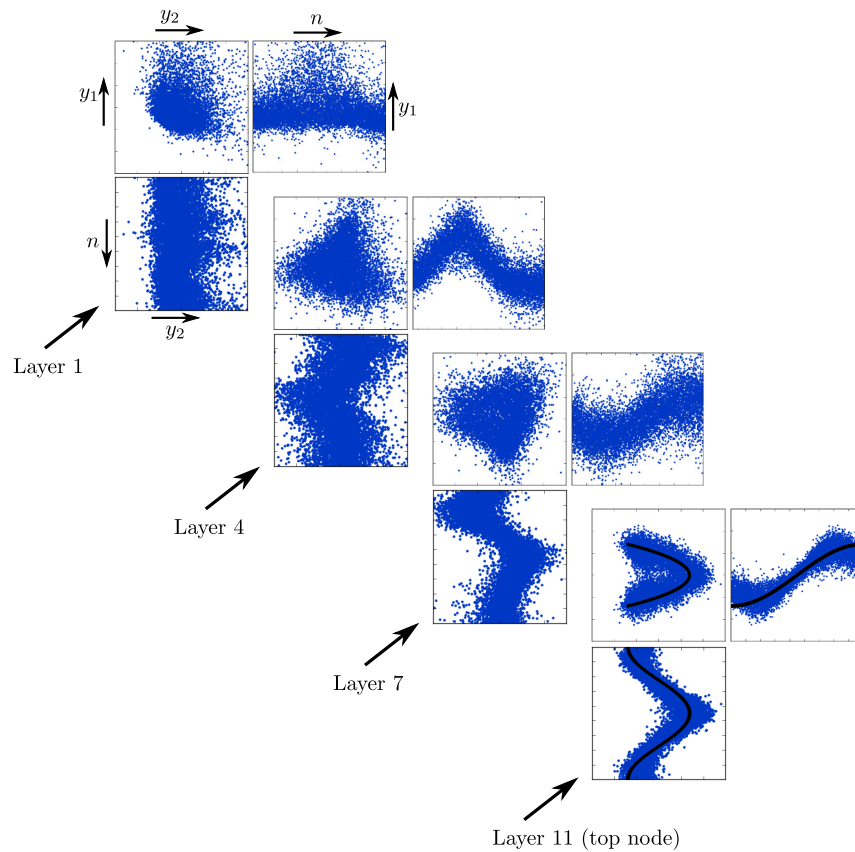 y₂
n
y₁
y₁
n
y₂
Layer 1
Layer 4
Layer 7
Layer 11 (top node)